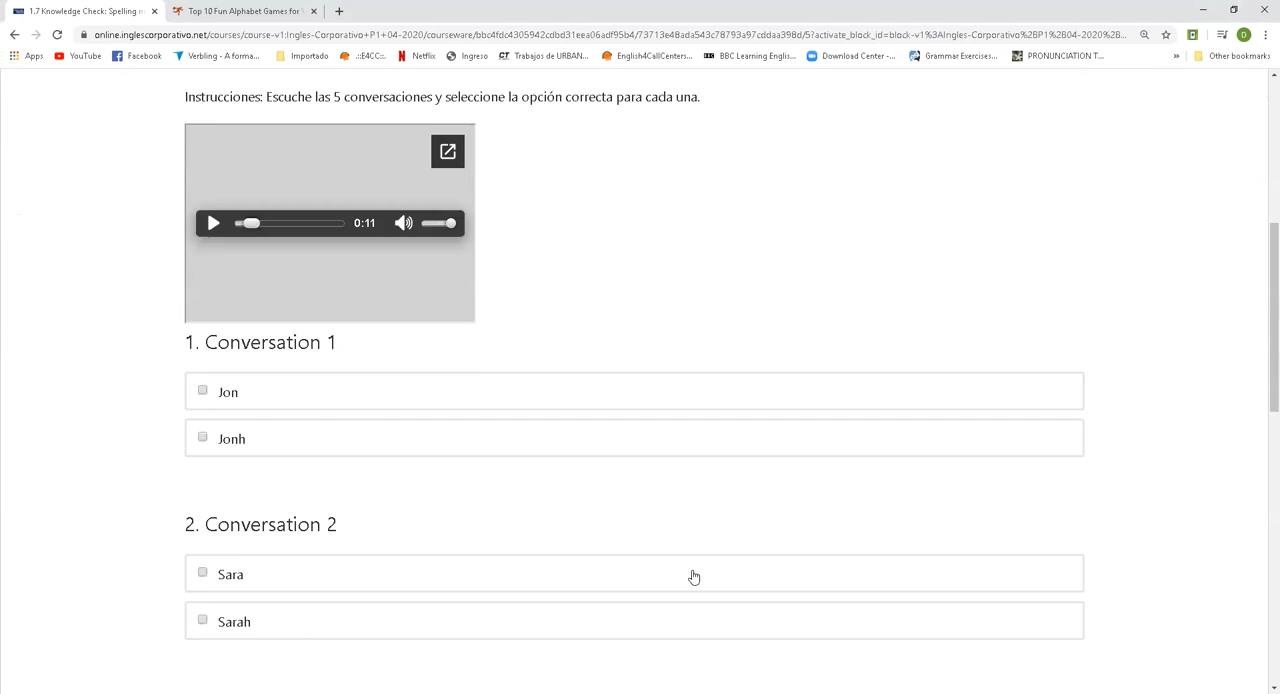 1.7 Knowledge Check: Spelling n
Top 10 Fun Alphabet Games for
online.inglescorporativo.net/courses/course-v1:Ingles-Corporativo+P1+04-2020/courseware/bbc4fdc4305942cdbd31eea06adf95b4/73713e48ada543c78793a97cdaa398d/5?activate_block_id=block-v1%3AIngles-Corporativo%2BP1%2B04-2020%2B...
Apps YouTube Facebook Verbling - A forma... Importado .::E4CC::. Netflix Ingreso Trabajos de URBAN... English4CallCenters... BBC Learning Englis... Download Center -... Grammar Exercises... PRONUNCIATION T... » Other bookmarks
Instrucciones: Escuche las 5 conversaciones y seleccione la opción correcta para cada una.
0:11
1. Conversation 1
Jon
Jonh
2. Conversation 2
Sara
Sarah